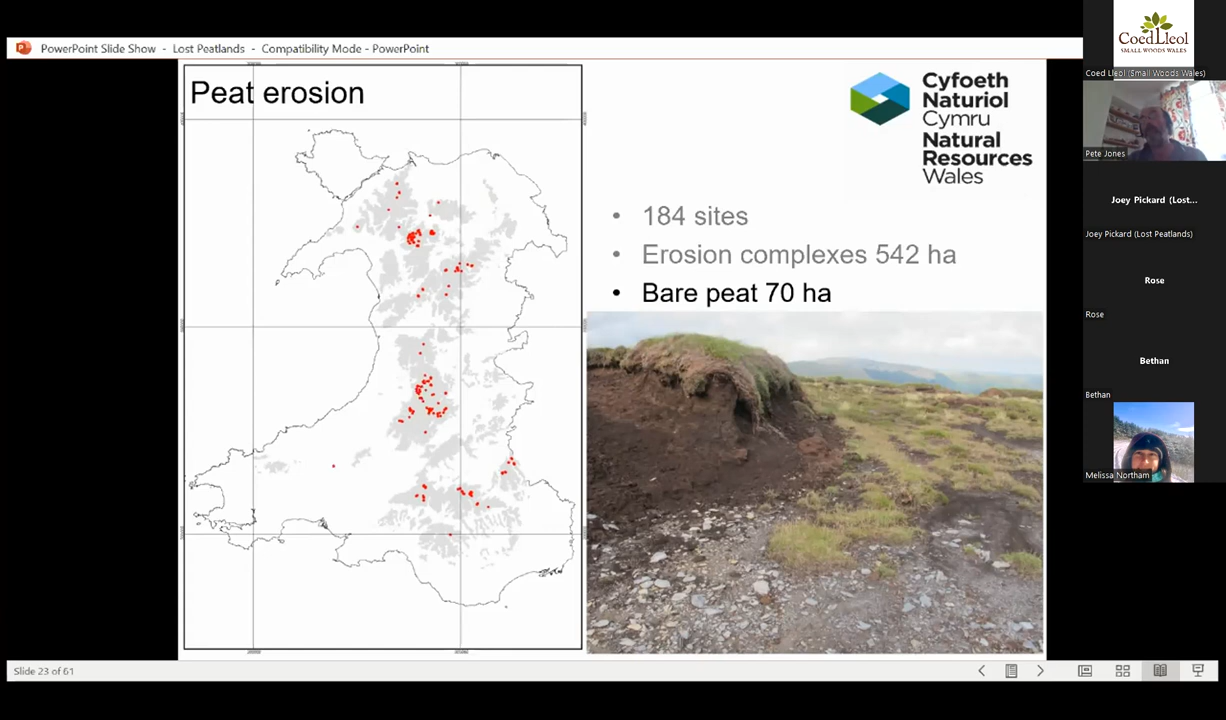 PowerPoint Slide Show - Lost Peatlands - Compatibility Mode - PowerPoint
Peat erosion
Cyfoeth
Naturiol
Cymru
Natural
Resources
Wales
• 184 sites
• Erosion complexes 542 ha
• Bare peat 70 ha
Slide 23 of 61
Coed Lleol
SMALL WOODS WALES
Coed Lleol (Small Woods Wales)
Pete Jones
Joey Pickard (Lost...
Joey Pickard (Lost Peatlands)
Rose
Rose
Bethan
Bethan
Melissa Northam